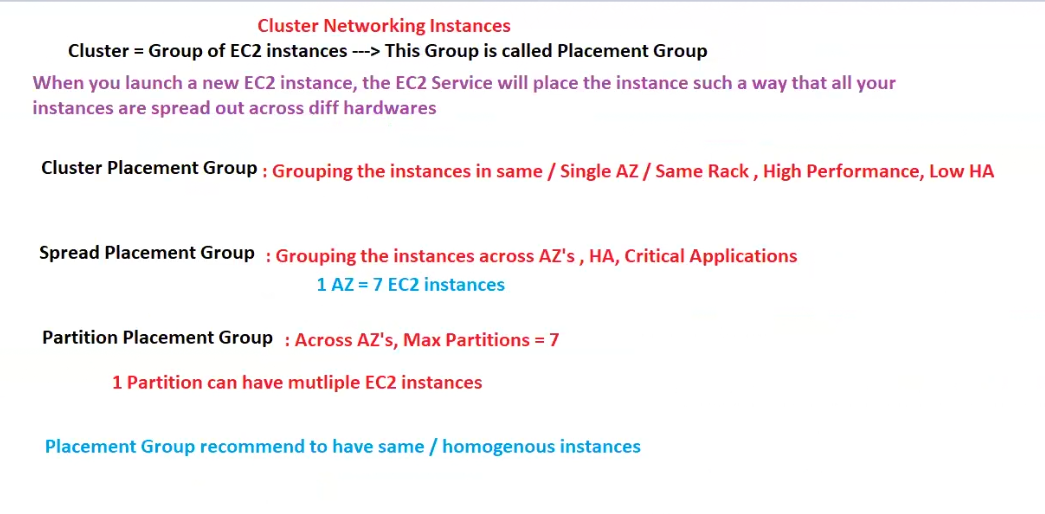 Cluster Networking Instances
Cluster = Group of EC2 instances ---> This Group is called Placement Group
When you launch a new EC2 instance, the EC2 Service will place the instance such a way that all your
instances are spread out across diff hardwares
Cluster Placement Group : Grouping the instances in same / Single AZ / Same Rack , High Performance, Low HA
Spread Placement Group : Grouping the instances across AZ's , HA, Critical Applications
1 AZ = 7 EC2 instances
Partition Placement Group : Across AZ's, Max Partitions = 7
1 Partition can have mutliple EC2 instances
Placement Group recommend to have same / homogenous instances